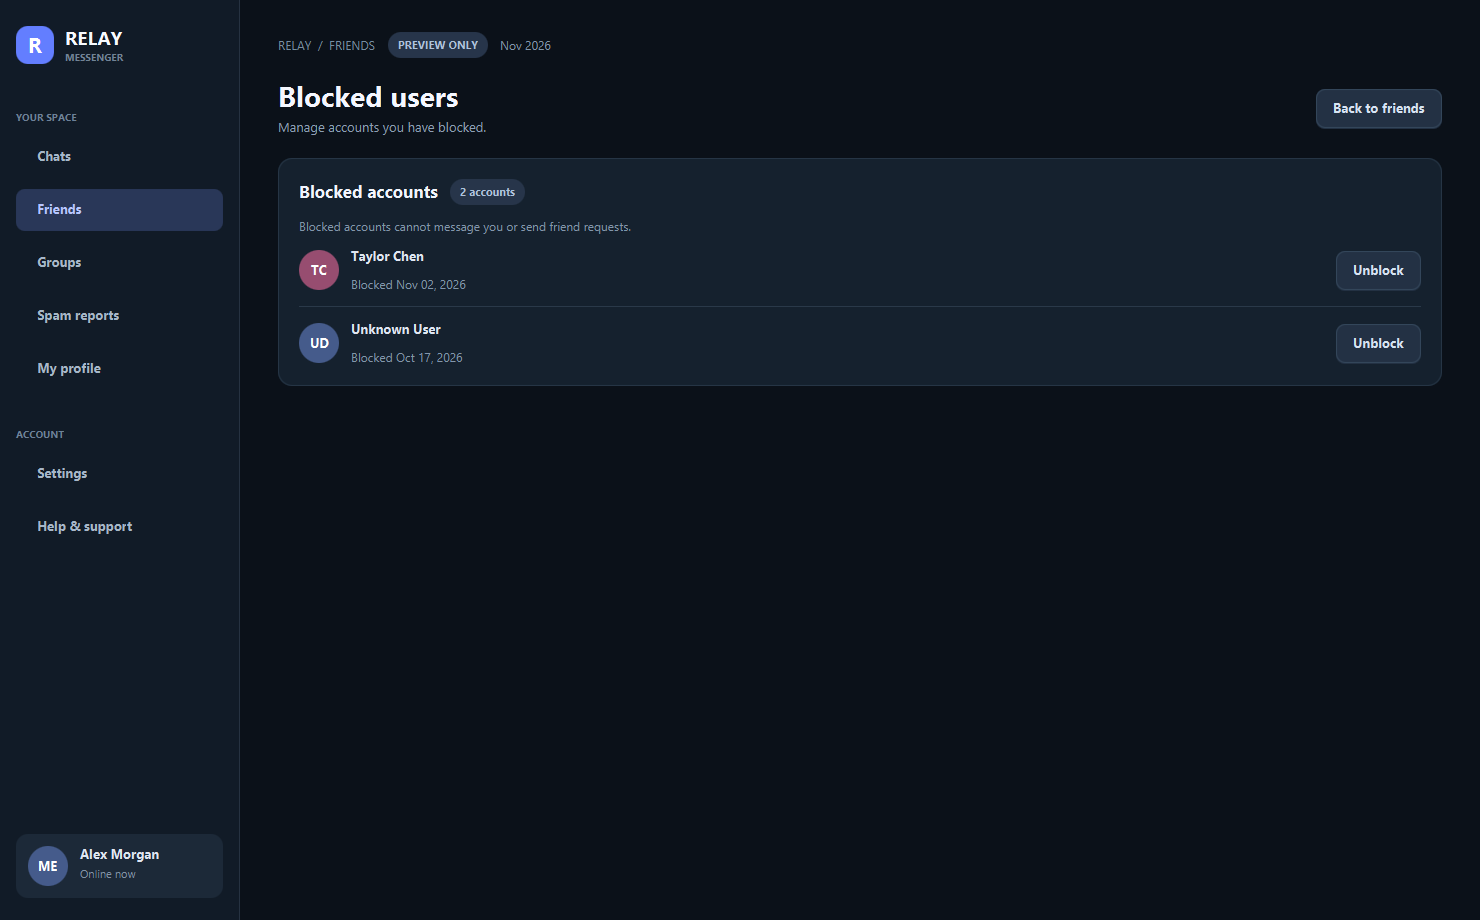 R
RELAY
MESSENGER
YOUR SPACE
Chats
Friends
Groups
Spam reports
My profile
ACCOUNT
Settings
Help & support
ME
Alex Morgan
Online now
RELAY / FRIENDS PREVIEW ONLY Nov 2026
Blocked users
Manage accounts you have blocked.
Back to friends
Blocked accounts 2 accounts
Blocked accounts cannot message you or send friend requests.
TC
Taylor Chen
Blocked Nov 02, 2026
Unblock
UD
Unknown User
Blocked Oct 17, 2026
Unblock